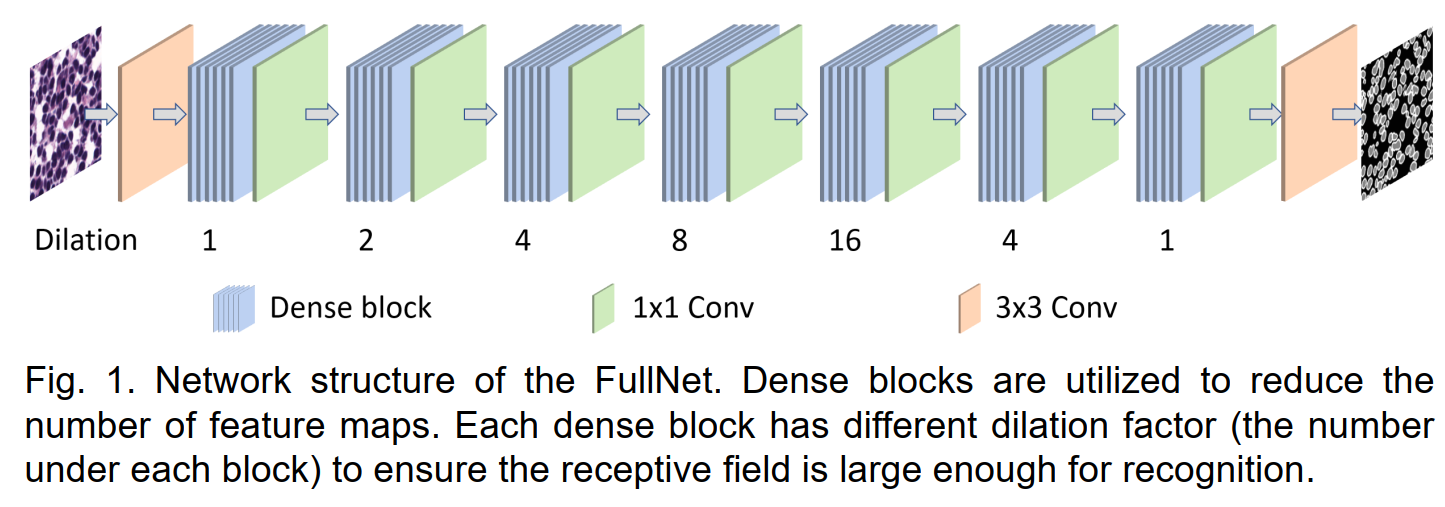 Dilation 1 2 4 8 16 4 1
Dense block 1x1 Conv 3x3 Conv
Fig. 1. Network structure of the FullNet. Dense blocks are utilized to reduce the
number of feature maps. Each dense block has different dilation factor (the number
under each block) to ensure the receptive field is large enough for recognition.